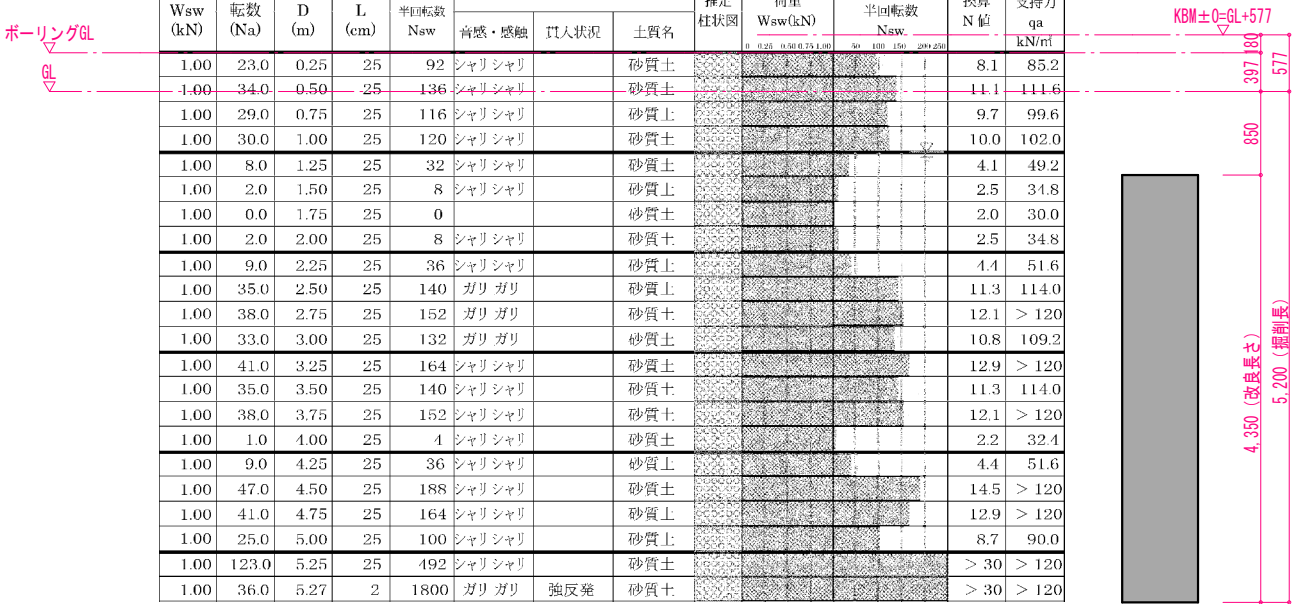 Wsw (kN) 転数 (Na) D (m) L (cm) 半回転数 Nsw 音感・感触 貫入状況 土質名 推定柱状図 荷重 Wsw(kN) 半回転数 Nsw 換算 N 値 支持力 qa kN/㎡
0 0.25 0.50 0.75 1.00 50 100 150 200 250
KBM±0=GL+577
ボーリングGL
GL
1.00 23.0 0.25 25 92 シャリ シャリ 砂質土 8.1 85.2
1.00 34.0 0.50 25 136 シャリ シャリ 砂質土 11.1 111.6
1.00 29.0 0.75 25 116 シャリ シャリ 砂質土 9.7 99.6
1.00 30.0 1.00 25 120 シャリ シャリ 砂質土 10.0 102.0
1.00 8.0 1.25 25 32 シャリ シャリ 砂質土 4.1 49.2
1.00 2.0 1.50 25 8 シャリ シャリ 砂質土 2.5 34.8
1.00 0.0 1.75 25 0 砂質土 2.0 30.0
1.00 2.0 2.00 25 8 シャリ シャリ 砂質土 2.5 34.8
1.00 9.0 2.25 25 36 シャリ シャリ 砂質土 4.4 51.6
1.00 35.0 2.50 25 140 ガリ ガリ 砂質土 11.3 114.0
1.00 38.0 2.75 25 152 ガリ ガリ 砂質土 12.1 > 120
1.00 33.0 3.00 25 132 ガリ ガリ 砂質土 10.8 109.2
1.00 41.0 3.25 25 164 シャリ シャリ 砂質土 12.9 > 120
1.00 35.0 3.50 25 140 シャリ シャリ 砂質土 11.3 114.0
1.00 38.0 3.75 25 152 シャリ シャリ 砂質土 12.1 > 120
1.00 1.0 4.00 25 4 シャリ シャリ 砂質土 2.2 32.4
1.00 9.0 4.25 25 36 シャリ シャリ 砂質土 4.4 51.6
1.00 47.0 4.50 25 188 シャリ シャリ 砂質土 14.5 > 120
1.00 41.0 4.75 25 164 シャリ シャリ 砂質土 12.9 > 120
1.00 25.0 5.00 25 100 シャリ シャリ 砂質土 8.7 90.0
1.00 123.0 5.25 25 492 シャリ シャリ 砂質土 > 30 > 120
1.00 36.0 5.27 2 1800 ガリ ガリ 強反発 砂質土 > 30 > 120
180
397
577
850
4,350 (改良長さ)
5,200 (掘削長)